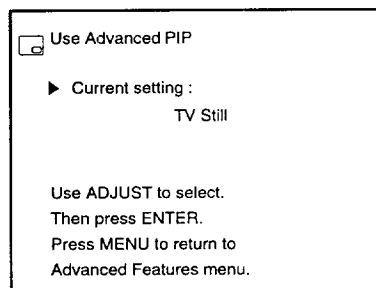 Use Advanced PIP
Current setting :
TV Still
Use ADJUST to select.
Then press ENTER.
Press MENU to return to
Advanced Features menu.